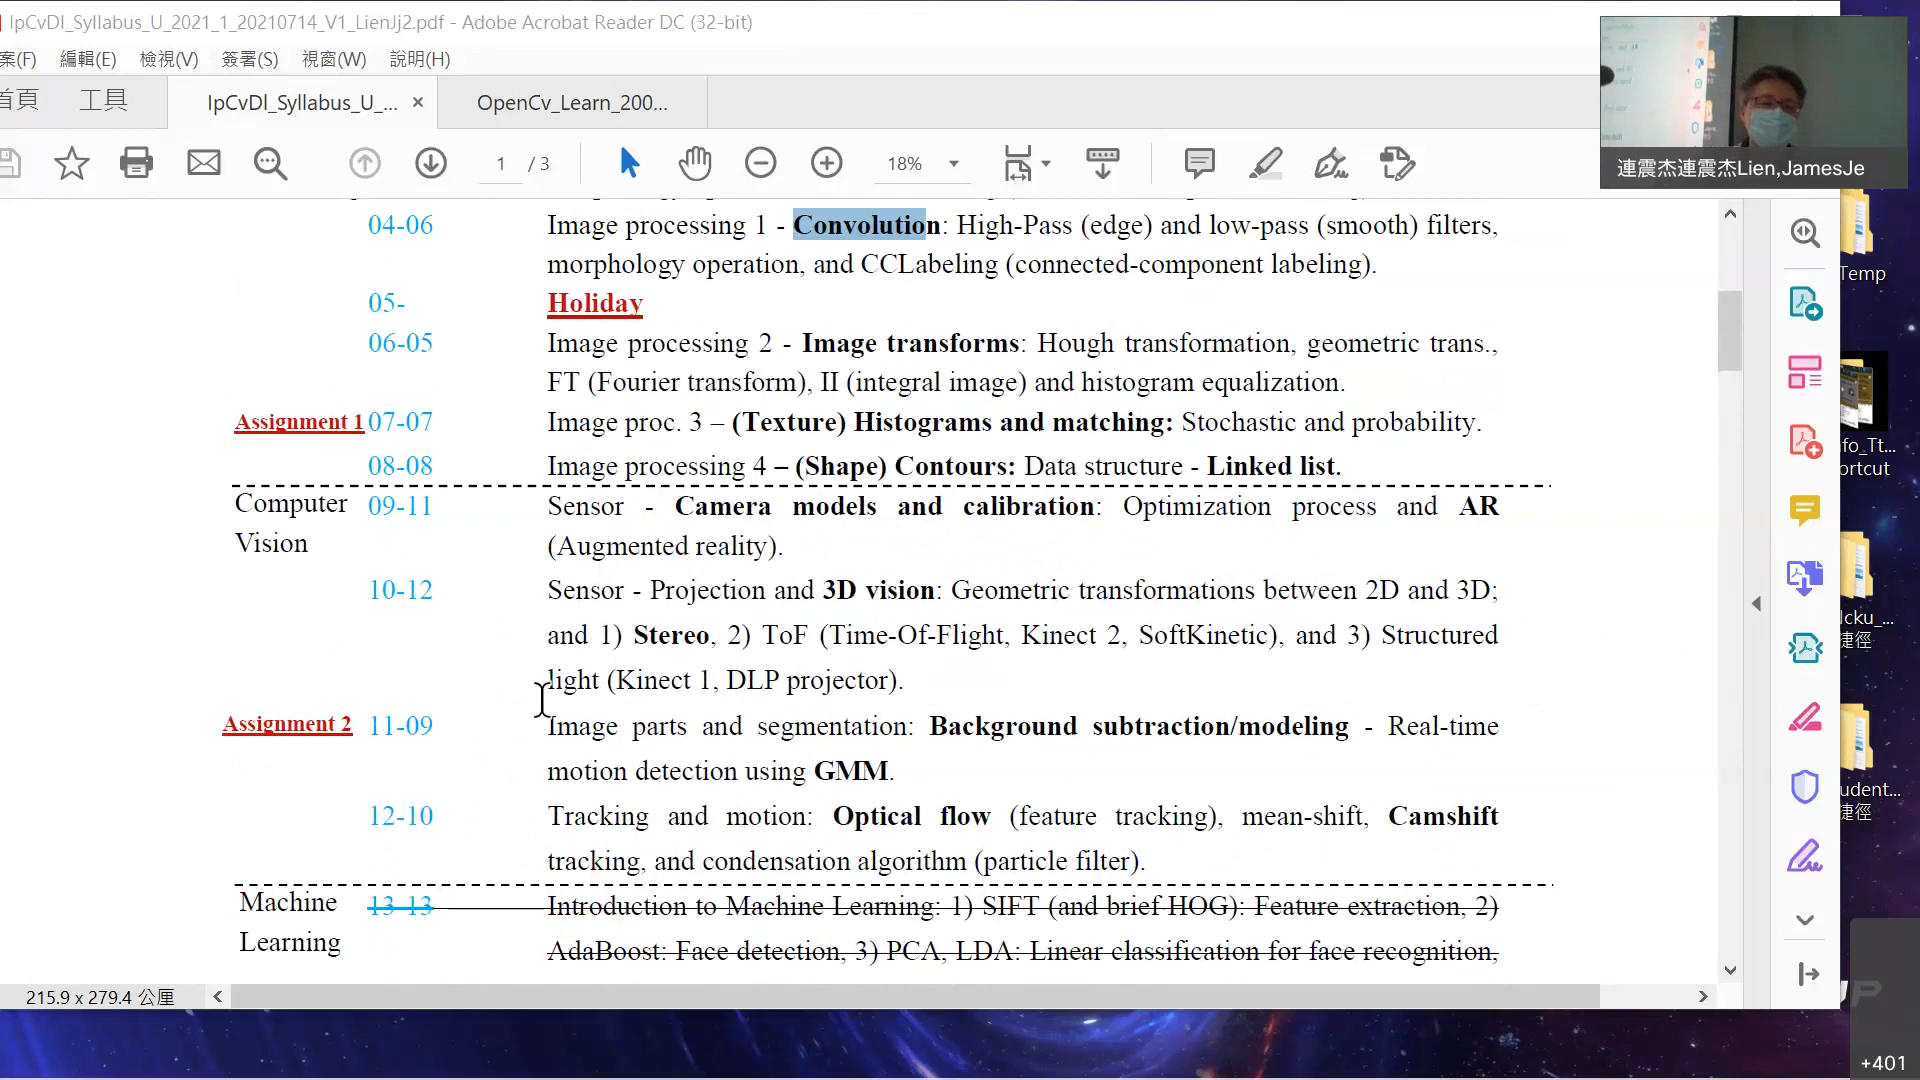 IpCvDl_Syllabus_U_2021_1_20210714_V1_LienJj2.pdf - Adobe Acrobat Reader DC (32-bit)
案(F) 編輯(E) 檢視(V) 簽署(S) 視窗(W) 說明(H)
首頁 工具 IpCvDl_Syllabus_U_... × OpenCv_Learn_200...
1 / 3 18%
連震杰連震杰Lien,JamesJe
04-06 Image processing 1 - Convolution: High-Pass (edge) and low-pass (smooth) filters,
morphology operation, and CCLabeling (connected-component labeling).
05- Holiday
06-05 Image processing 2 - Image transforms: Hough transformation, geometric trans.,
FT (Fourier transform), II (integral image) and histogram equalization.
Assignment 1 07-07 Image proc. 3 – (Texture) Histograms and matching: Stochastic and probability.
08-08 Image processing 4 – (Shape) Contours: Data structure - Linked list.
Computer 09-11 Sensor - Camera models and calibration: Optimization process and AR
Vision (Augmented reality).
10-12 Sensor - Projection and 3D vision: Geometric transformations between 2D and 3D;
and 1) Stereo, 2) ToF (Time-Of-Flight, Kinect 2, SoftKinetic), and 3) Structured
light (Kinect 1, DLP projector).
Assignment 2 11-09 Image parts and segmentation: Background subtraction/modeling - Real-time
motion detection using GMM.
12-10 Tracking and motion: Optical flow (feature tracking), mean-shift, Camshift
tracking, and condensation algorithm (particle filter).
Machine 13-13 Introduction to Machine Learning: 1) SIFT (and brief HOG): Feature extraction, 2)
Learning AdaBoost: Face detection, 3) PCA, LDA: Linear classification for face recognition,
215.9 x 279.4 公厘
Temp
fo_Tt...
ortcut
lcku_...
捷徑
udent...
捷徑
+401